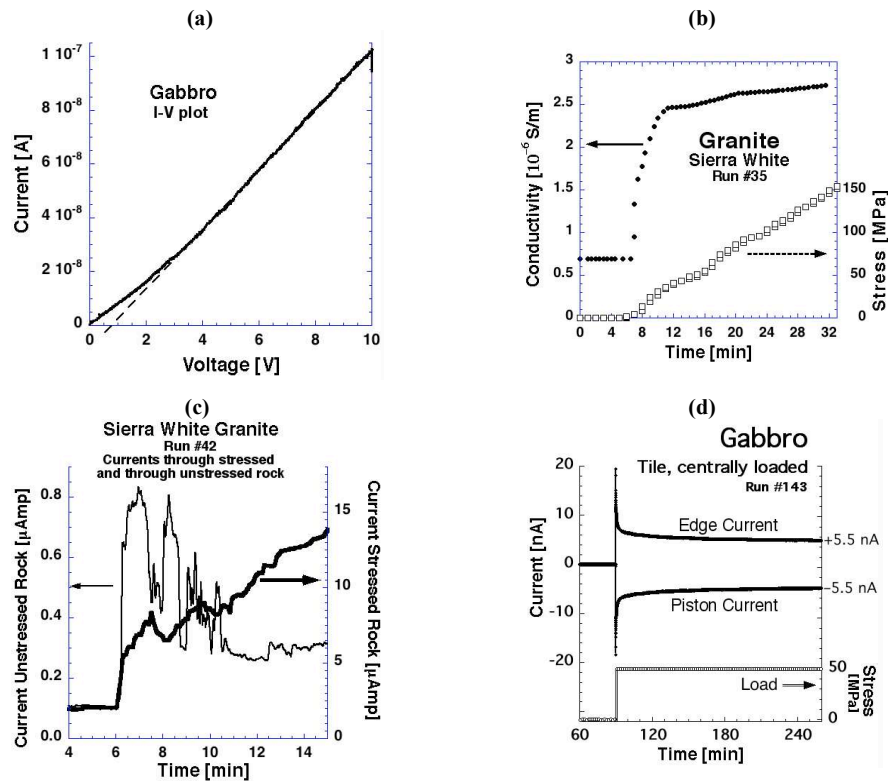 (a)
1 10⁻⁷
8 10⁻⁸
6 10⁻⁸
4 10⁻⁸
2 10⁻⁸
0
Current [A]
Gabbro
I-V plot
0 2 4 6 8 10
Voltage [V]
(b)
3
2.5
2
1.5
1
0.5
0
Conductivity [10⁻⁶ S/m]
Granite
Sierra White
Run #35
150
100
50
0
Stress [MPa]
0 4 8 12 16 20 24 28 33
Time [min]
(c)
Sierra White Granite
Run #42
Currents through stressed
and through unstressed rock
0.8
0.6
0.4
0.2
0.0
Current Unstressed Rock [µAmp]
15
10
5
0
Current Stressed Rock [µAmp]
4 6 8 10 12 14
Time [min]
(d)
Gabbro
Tile, centrally loaded
Run #143
20
10
0
-10
-20
Current [nA]
Edge Current
+5.5 nA
Piston Current
-5.5 nA
Load
50
0
Stress
[MPa]
60 120 180 240
Time [min]